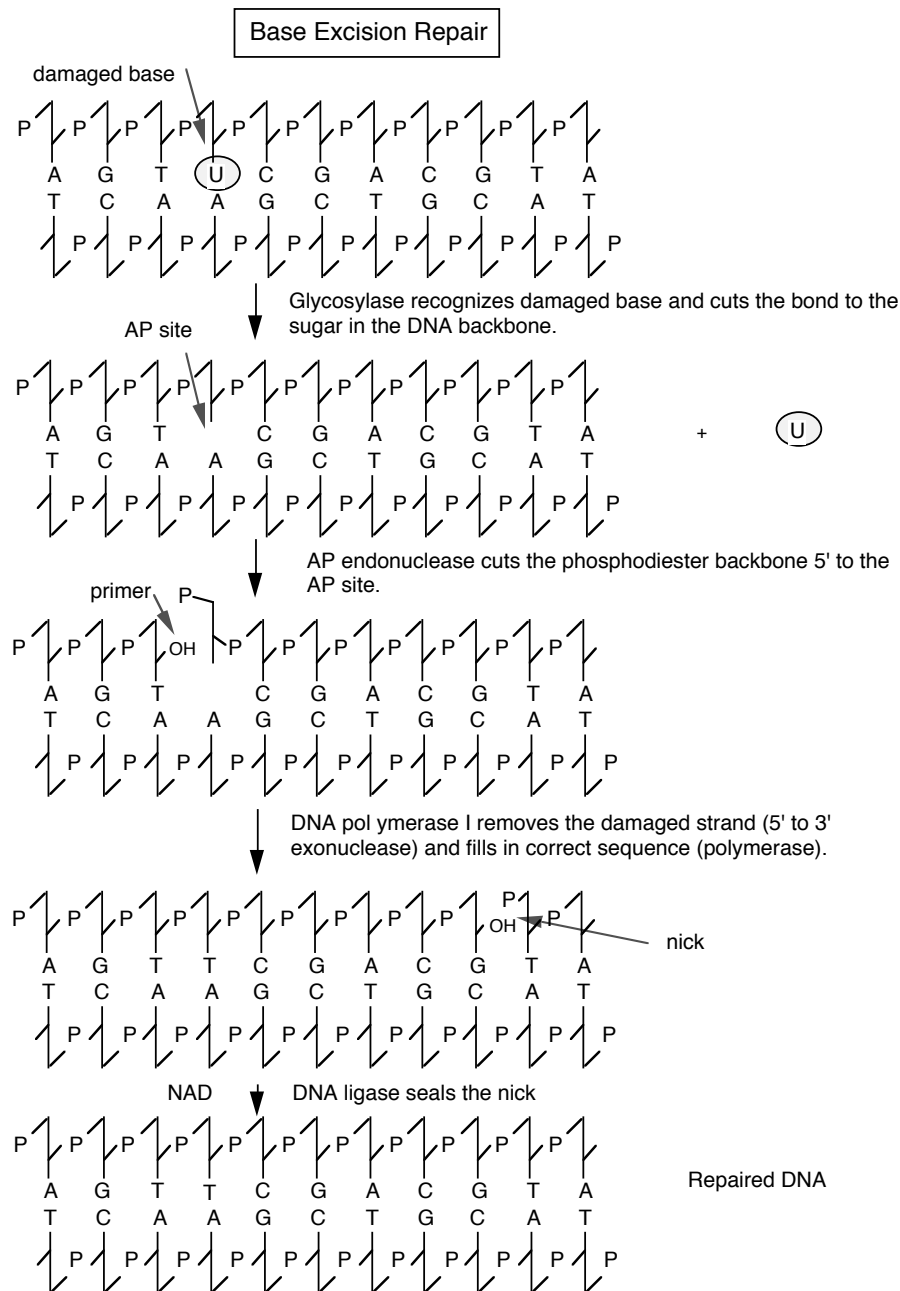 Base Excision Repair
damaged base
P P P P P P P P P P
A G T U C G A C G T A
T C A A G C T G C A T
P P P P P P P P P P P
Glycosylase recognizes damaged base and cuts the bond to the
sugar in the DNA backbone.
AP site
P P P P P P P P P P P
A G T C G A C G T A
+ U
T C A A G C T G C A T
P P P P P P P P P P P
AP endonuclease cuts the phosphodiester backbone 5' to the
AP site.
primer
P
P P P OH P P P P P P P
A G T C G A C G T A
T C A A G C T G C A T
P P P P P P P P P P P
DNA pol ymerase I removes the damaged strand (5' to 3'
exonuclease) and fills in correct sequence (polymerase).
P
P P P P P P P P P OH P
nick
A G T T C G A C G T A
T C A A G C T G C A T
P P P P P P P P P P P
NAD DNA ligase seals the nick
P P P P P P P P P P P
A G T T C G A C G T A
Repaired DNA
T C A A G C T G C A T
P P P P P P P P P P P